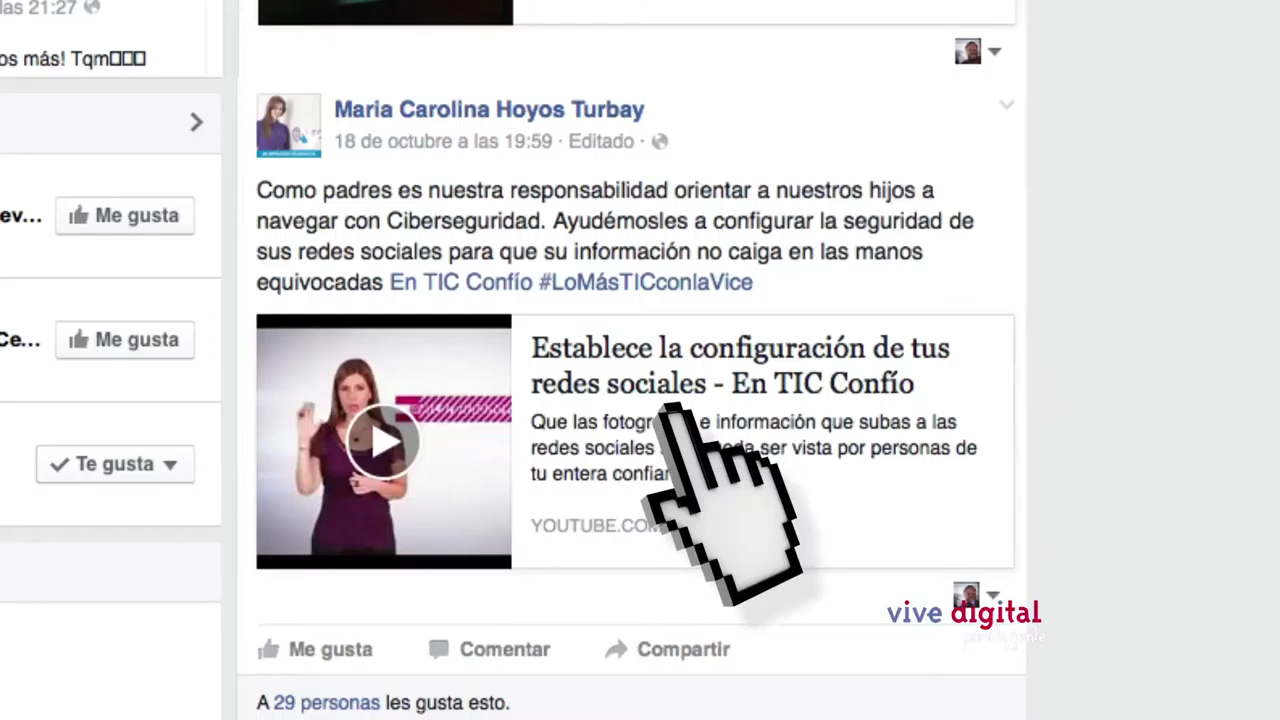 las 21:27
os más! Tqm
Maria Carolina Hoyos Turbay
18 de octubre a las 19:59 · Editado ·
Como padres es nuestra responsabilidad orientar a nuestros hijos a
navegar con Ciberseguridad. Ayudémosles a configurar la seguridad de
sus redes sociales para que su información no caiga en las manos
equivocadas En TIC Confío #LoMásTICconlaVice
ev... Me gusta
Ce... Me gusta
Te gusta
Establece la configuración de tus
redes sociales - En TIC Confío
Que las fotogr e información que subas a las
redes sociales ser vista por personas de
tu entera confian
YOUTUBE.COM
vive digital
para la gente
Me gusta Comentar Compartir
A 29 personas les gusta esto.